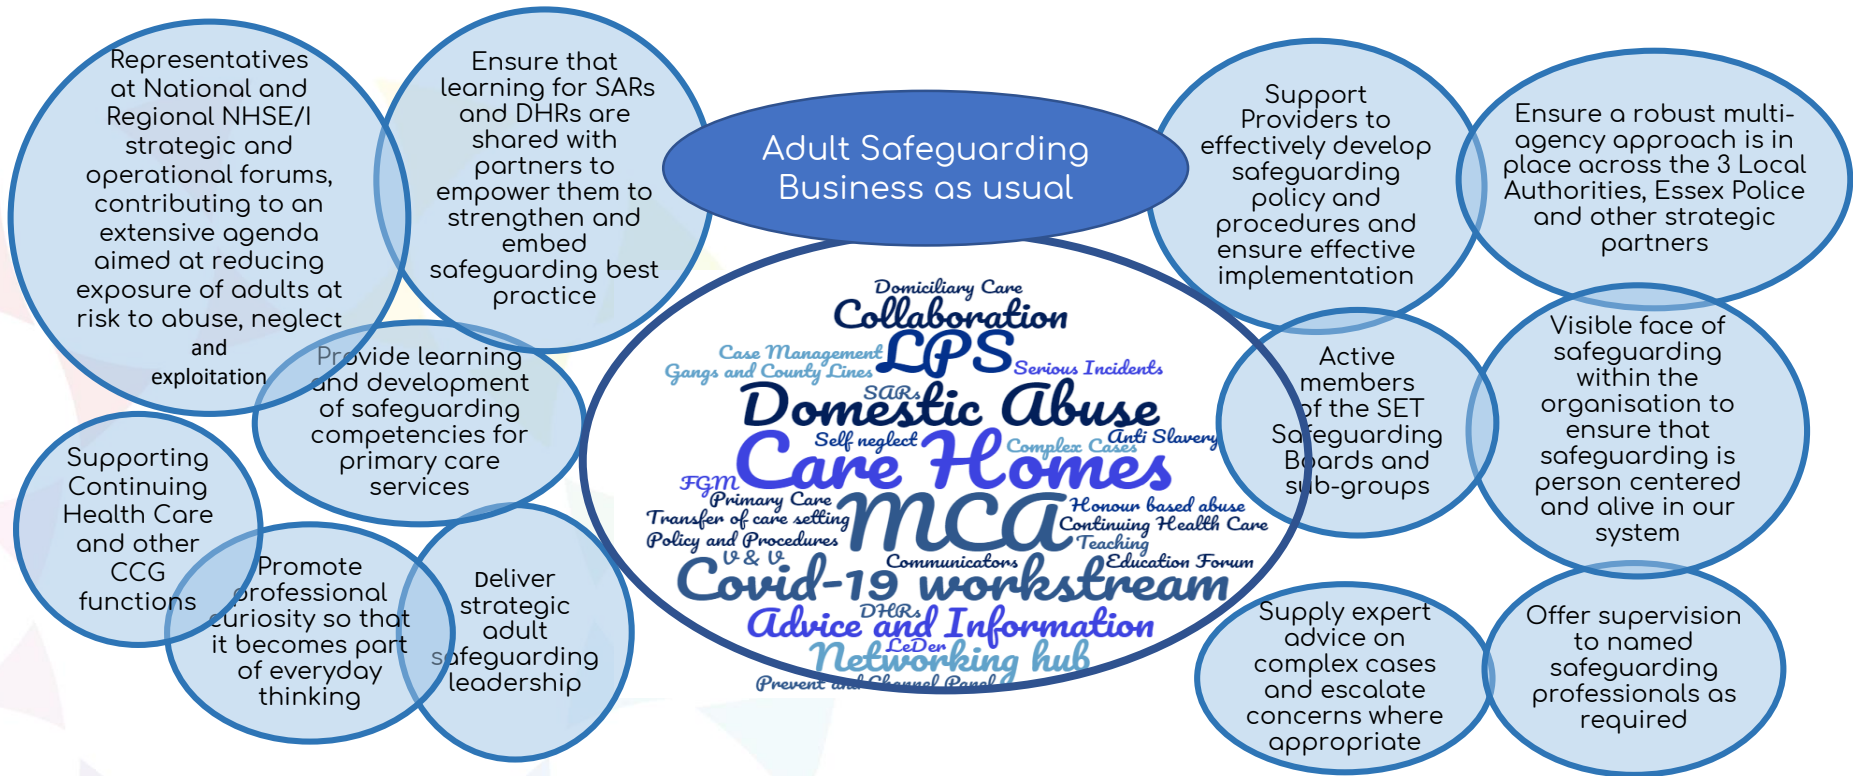 Representatives
at National and
Regional NHSE/I
strategic and
operational forums,
contributing to an
extensive agenda
aimed at reducing
exposure of adults at
risk to abuse, neglect
and
exploitation
Ensure that
learning for SARs
and DHRs are
shared with
partners to
empower them to
strengthen and
embed
safeguarding best
practice
Provide learning
and development
of safeguarding
competencies for
primary care
services
Supporting
Continuing
Health Care
and other
CCG
functions
Promote
professional
curiosity so that
it becomes part
of everyday
thinking
Deliver
strategic
adult
safeguarding
leadership
Adult Safeguarding
Business as usual
Domiciliary Care
Collaboration
LPS
Case Management
Gangs and County Lines
Serious Incidents
SARs
Domestic Abuse
Self neglect
Complex Cases
Anti Slavery
Care Homes
FGM
Primary Care
Transfer of care setting
Policy and Procedures
MCA
Honour based abuse
Continuing Health Care
Teaching
V & V
Communicators
Education Forum
Covid-19 workstream
DHRs
Advice and Information
LeDer
Networking hub
Prevent and Channel Panel
Support
Providers to
effectively develop
safeguarding
policy and
procedures and
ensure effective
implementation
Ensure a robust multi-
agency approach is in
place across the 3 Local
Authorities, Essex Police
and other strategic
partners
Active
members
of the SET
Safeguarding
Boards and
sub-groups
Visible face of
safeguarding
within the
organisation to
ensure that
safeguarding is
person centered
and alive in our
system
Supply expert
advice on
complex cases
and escalate
concerns where
appropriate
Offer supervision
to named
safeguarding
professionals as
required